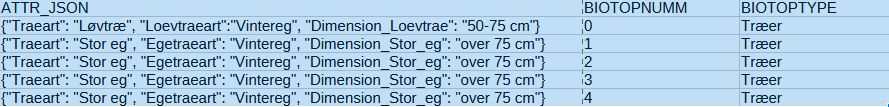 ATTR_JSON BIOTOPNUMM BIOTOPTYPE
{"Traeart": "Løvtræ", "Loevtraeart":"Vintereg", "Dimension_Loevtrae": "50-75 cm"} 0 Træer
{"Traeart": "Stor eg", "Egetraeart": "Vintereg", "Dimension_Stor_eg": "over 75 cm"} 1 Træer
{"Traeart": "Stor eg", "Egetraeart": "Vintereg", "Dimension_Stor_eg": "over 75 cm"} 2 Træer
{"Traeart": "Stor eg", "Egetraeart": "Vintereg", "Dimension_Stor_eg": "over 75 cm"} 3 Træer
{"Traeart": "Stor eg", "Egetraeart": "Vintereg", "Dimension_Stor_eg": "over 75 cm"} 4 Træer